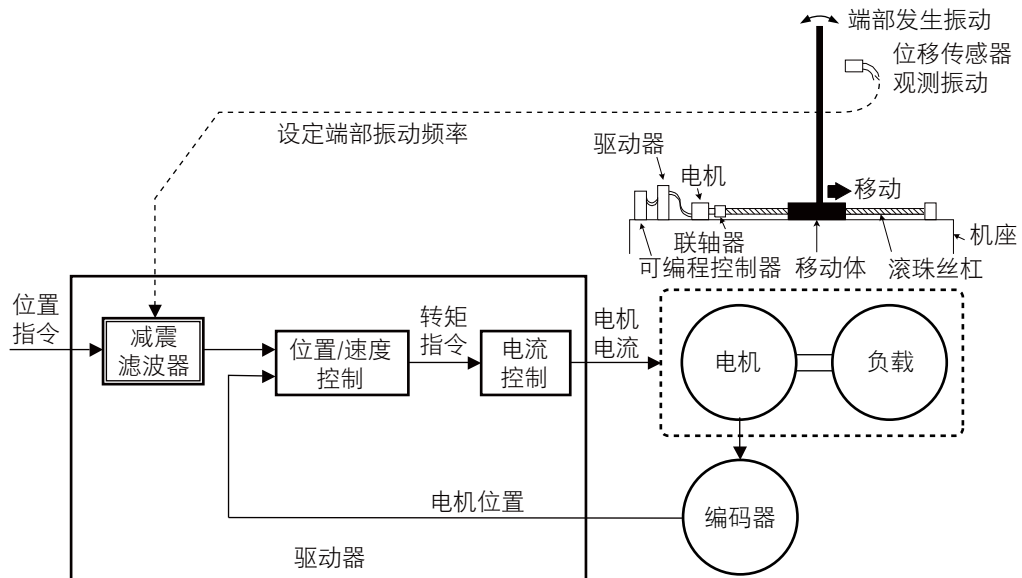 端部发生振动
位移传感器
观测振动
设定端部振动频率
驱动器
电机
移动
联轴器
机座
可编程控制器
移动体
滚珠丝杠
位置
指令
减震
滤波器
位置/速度
控制
转矩
指令
电流
控制
电机
电流
电机
负载
电机位置
编码器
驱动器